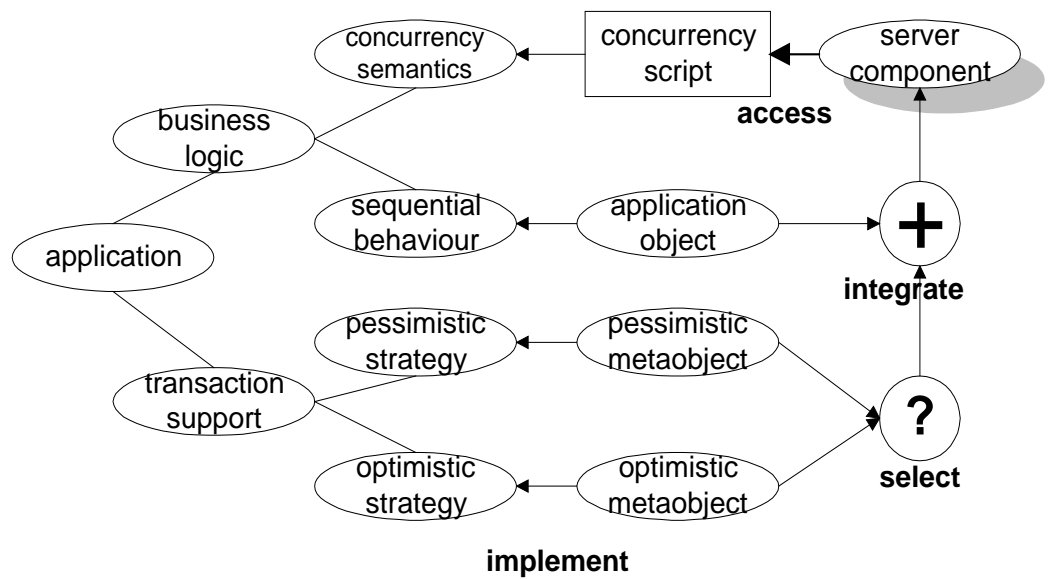 concurrency
semantics
concurrency
script
server
component
access
business
logic
sequential
behaviour
application
object
+
integrate
application
pessimistic
strategy
pessimistic
metaobject
transaction
support
?
select
optimistic
strategy
optimistic
metaobject
implement